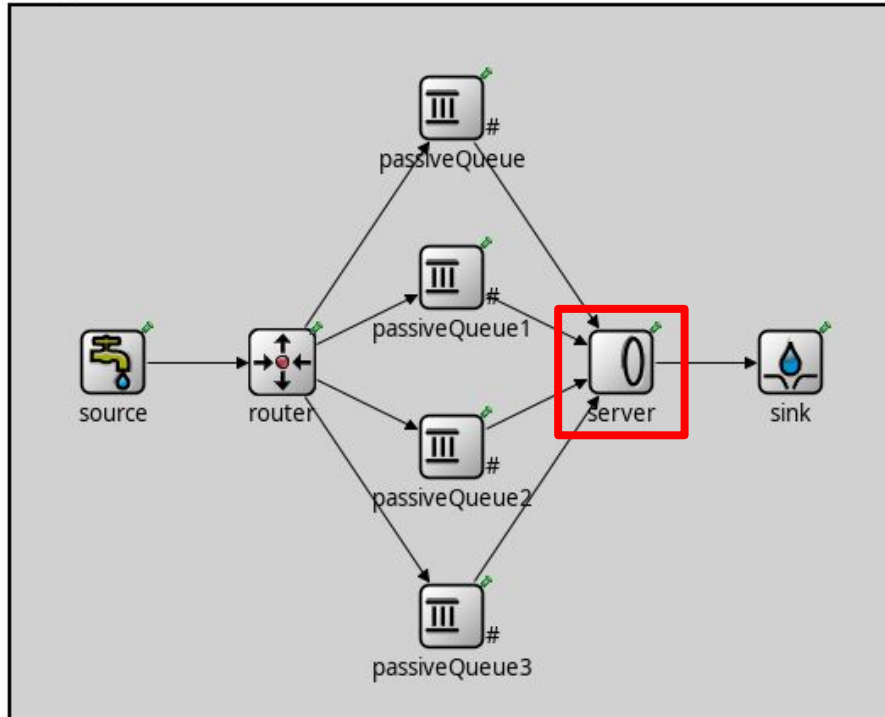 #
passiveQueue
#
passiveQueue1
source
router
server
sink
#
passiveQueue2
#
passiveQueue3